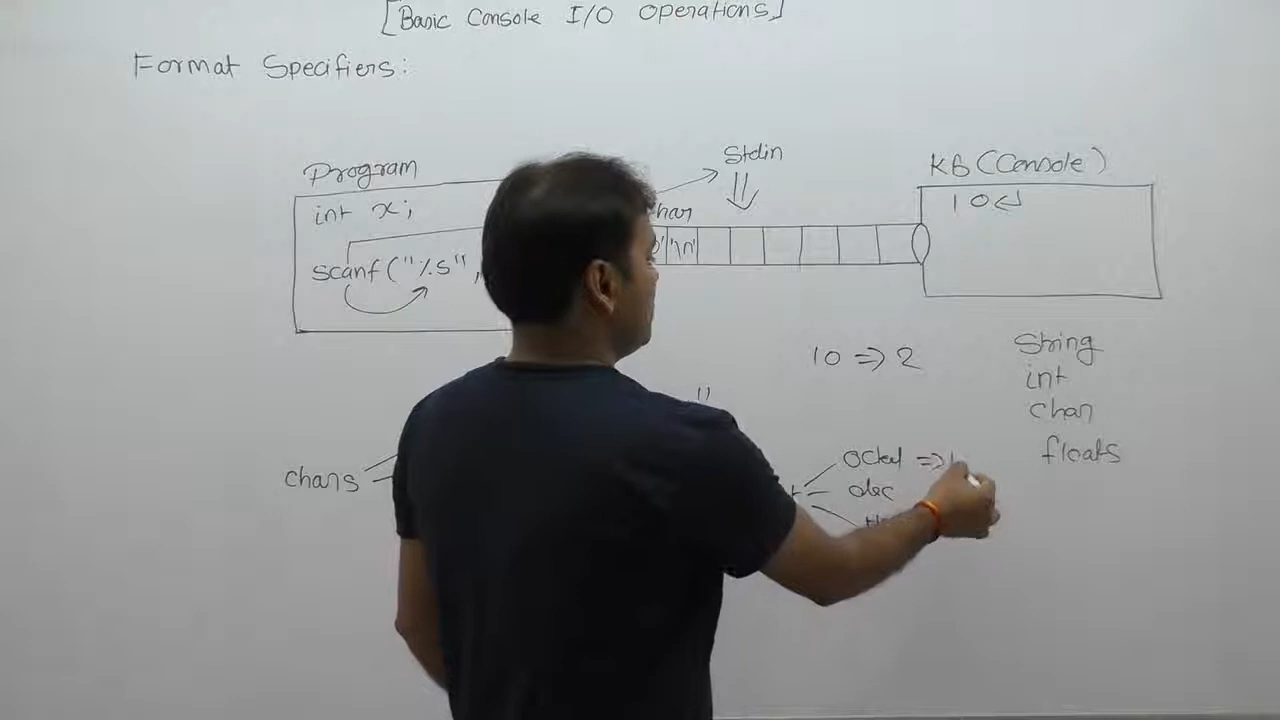 [Basic Console I/O Operations]
Format Specifiers:
Program
Stdin
KB (Console)
int x;
10↵
scanf("%s",
'\n'
10 => 2
String
int
char
floats
"
chars
octal =>
dec